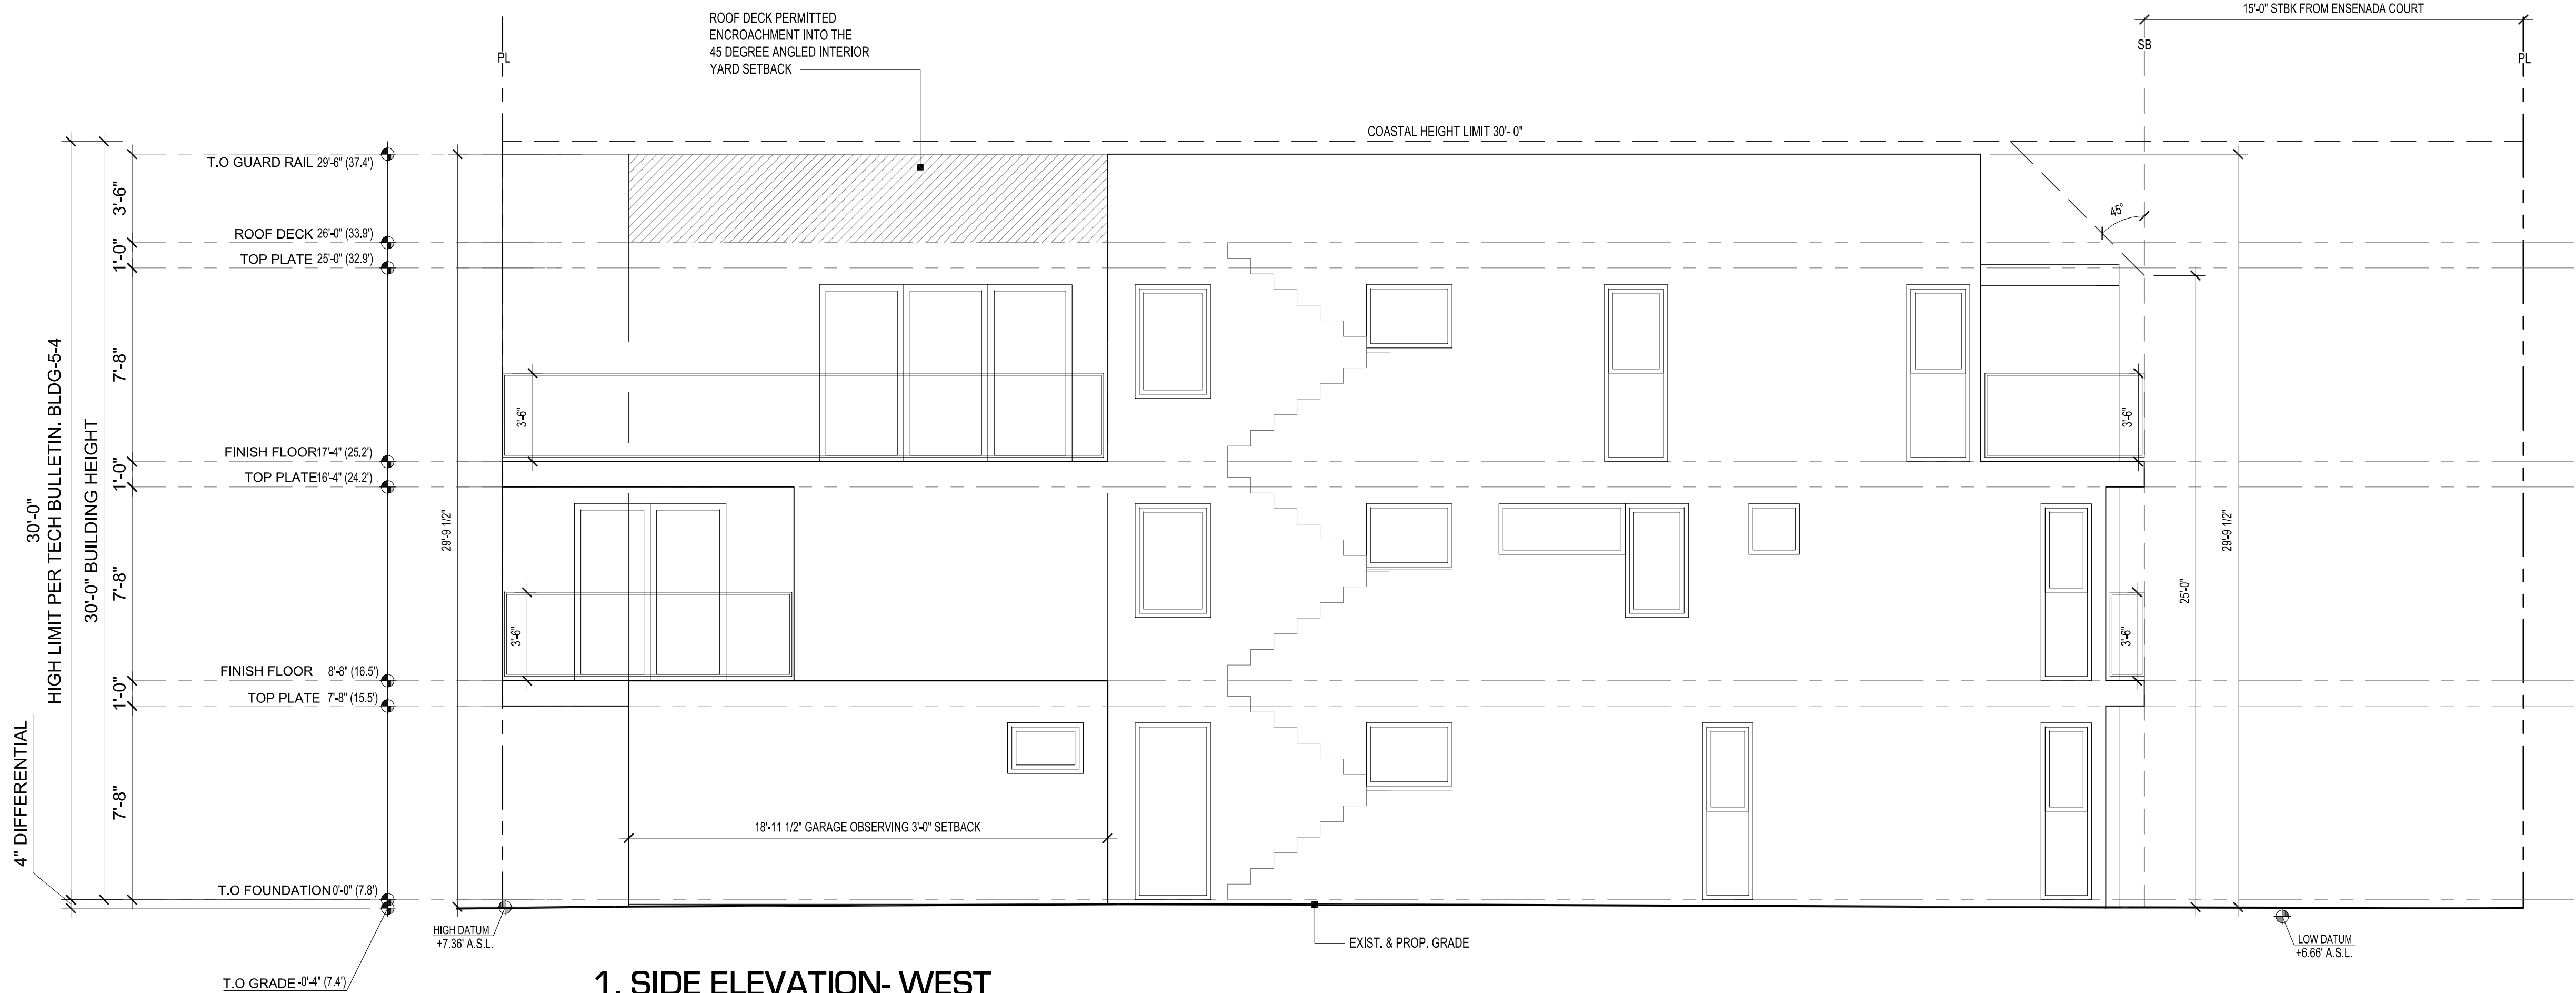 15'-0" STBK FROM ENSENADA COURT
ROOF DECK PERMITTED
ENCROACHMENT INTO THE
45 DEGREE ANGLED INTERIOR
YARD SETBACK
PL
SB
PL
COASTAL HEIGHT LIMIT 30'- 0"
T.O GUARD RAIL 29'-6" (37.4')
3'-6"
45°
ROOF DECK 26'-0" (33.9')
1'-0"
TOP PLATE 25'-0" (32.9')
30'-0"
HIGH LIMIT PER TECH BULLETIN. BLDG-5-4
30'-0" BUILDING HEIGHT
7'-8"
3'-6"
3'-6"
FINISH FLOOR17'-4" (25.2')
1'-0"
TOP PLATE16'-4" (24.2')
29'-9 1/2"
29'-9 1/2"
25'-0"
7'-8"
3'-6"
3'-6"
FINISH FLOOR 8'-8" (16.5')
1'-0"
TOP PLATE 7'-8" (15.5')
4" DIFFERENTIAL
7'-8"
18'-11 1/2" GARAGE OBSERVING 3'-0" SETBACK
T.O FOUNDATION 0'-0" (7.8')
HIGH DATUM
+7.36' A.S.L.
EXIST. & PROP. GRADE
LOW DATUM
+6.66' A.S.L.
T.O GRADE -0'-4" (7.4')
1. SIDE ELEVATION- WEST